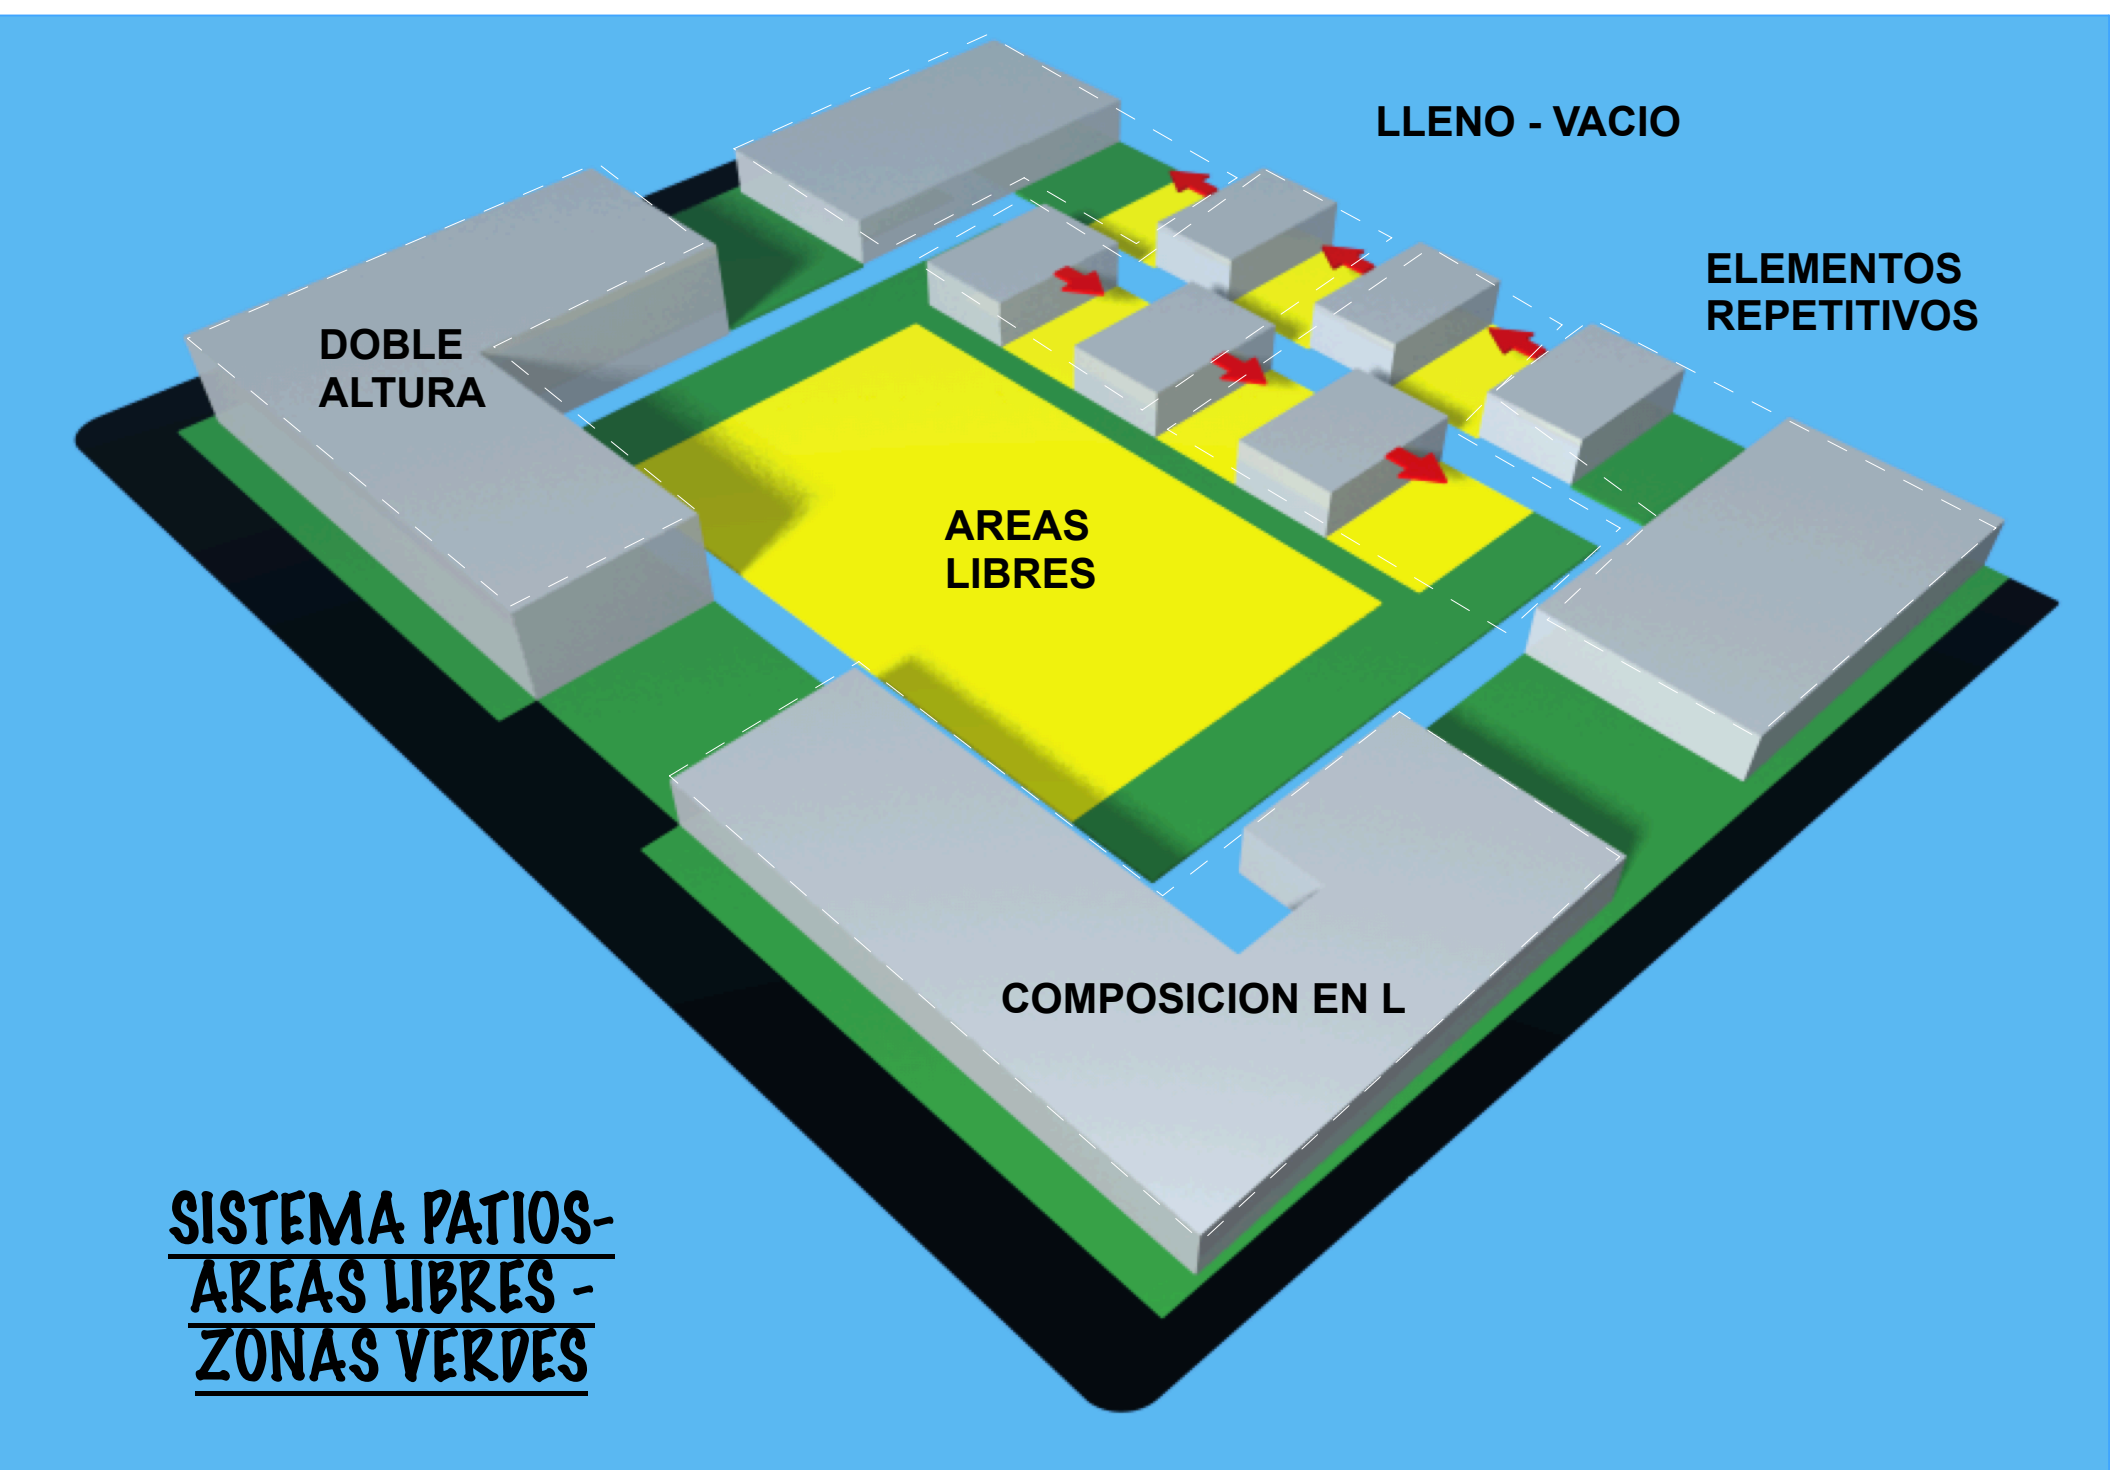 LLENO - VACIO
ELEMENTOS
REPETITIVOS
DOBLE
ALTURA
AREAS
LIBRES
COMPOSICION EN L
SISTEMA PATIOS-
AREAS LIBRES -
ZONAS VERDES